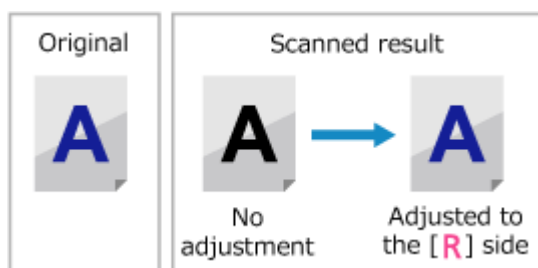 Original
A
Scanned result
A
A
No
adjustment
Adjusted to
the [R] side